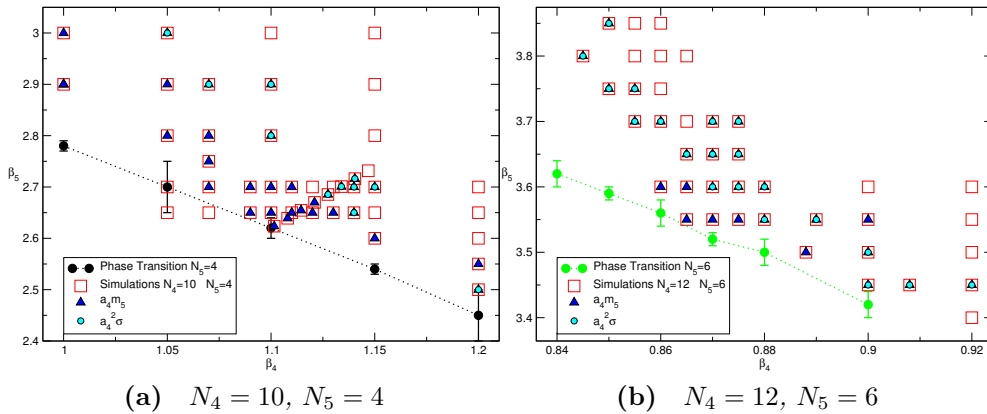 3
2.9
2.8
β5
2.7
2.6
2.5
2.4
Phase Transition N5=4
Simulations N4=10 N5=4
a4m5
a4²σ
1
1.05
1.1
1.15
1.2
β4
3.8
3.7
β5
3.6
3.5
3.4
Phase Transition N5=6
Simulations N4=12 N5=6
a4m5
a4²σ
0.84
0.86
0.88
0.9
0.92
β4
(a) N4 = 10, N5 = 4
(b) N4 = 12, N5 = 6